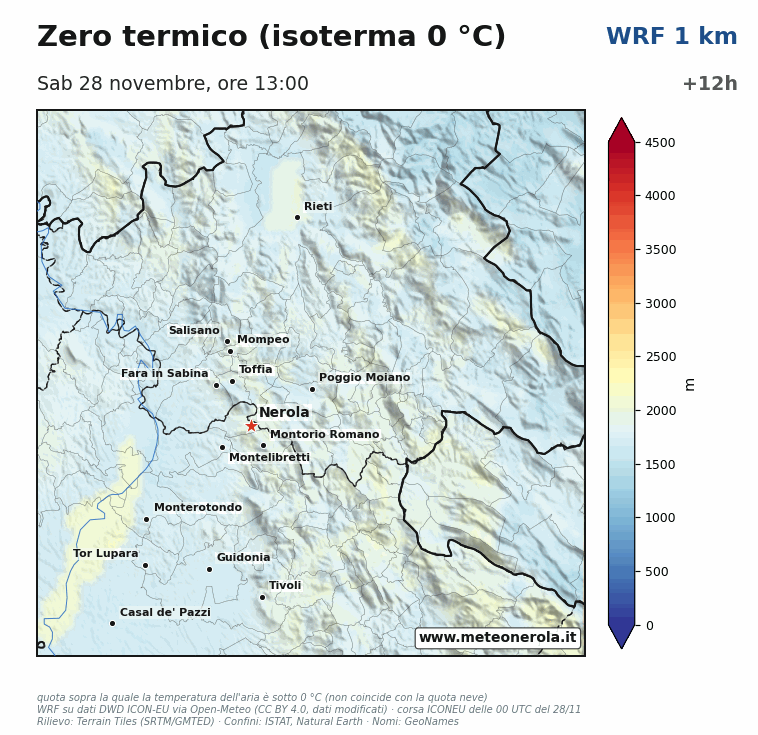 Zero termico (isoterma 0 °C)
WRF 1 km
Sab 28 novembre, ore 13:00
+12h
4500
4000
3500
3000
2500
2000
1500
1000
500
0
m
Rieti
Salisano
Mompeo
Fara in Sabina
Toffia
Poggio Moiano
Nerola
Montorio Romano
Montelibretti
Monterotondo
Tor Lupara
Guidonia
Tivoli
Casal de' Pazzi
www.meteonerola.it
quota sopra la quale la temperatura dell'aria è sotto 0 °C (non coincide con la quota neve)
WRF su dati DWD ICON-EU via Open-Meteo (CC BY 4.0, dati modificati) · corsa ICONEU delle 00 UTC del 28/11
Rilievo: Terrain Tiles (SRTM/GMTED) · Confini: ISTAT, Natural Earth · Nomi: GeoNames